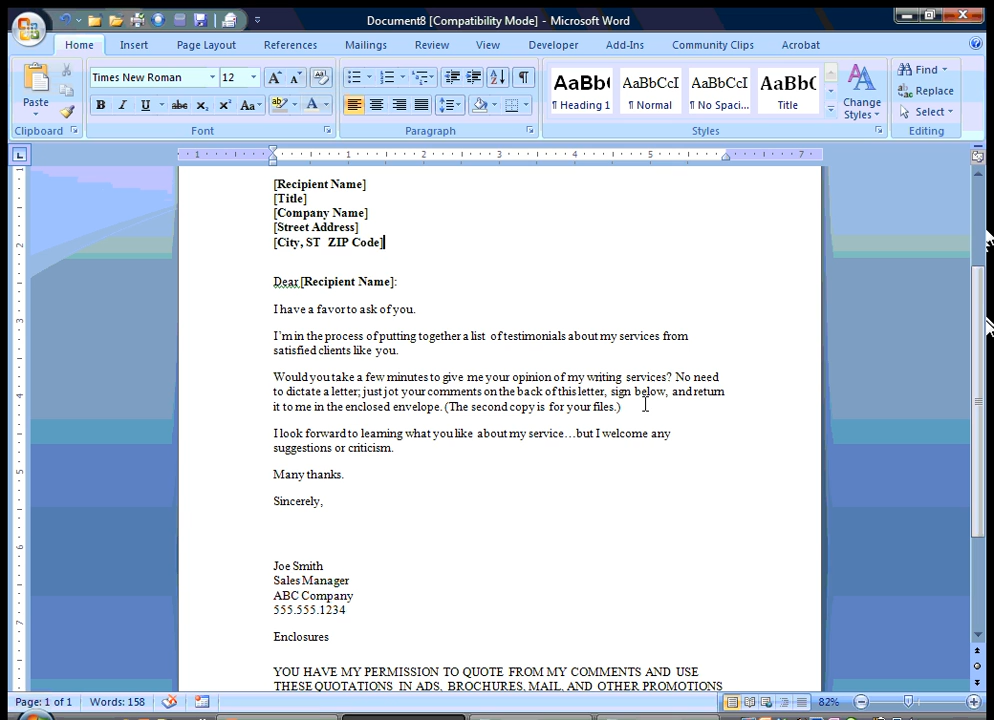 Document8 [Compatibility Mode] - Microsoft Word
Home Insert Page Layout References Mailings Review View Developer Add-Ins Community Clips Acrobat
Paste
Times New Roman 12
AaBb( AaBbCcI AaBbCcI AaBb(
¶ Heading 1 ¶ Normal ¶ No Spaci... Title
Change Styles
Find
Replace
Select
Clipboard Font Paragraph Styles Editing
1 1 2 3 4 5 7
[Recipient Name]
[Title]
[Company Name]
[Street Address]
[City, ST ZIP Code]
Dear [Recipient Name]:
I have a favor to ask of you.
I'm in the process of putting together a list of testimonials about my services from
satisfied clients like you.
Would you take a few minutes to give me your opinion of my writing services? No need
to dictate a letter; just jot your comments on the back of this letter, sign below, and return
it to me in the enclosed envelope. (The second copy is for your files.)
I look forward to learning what you like about my service…but I welcome any
suggestions or criticism.
Many thanks.
Sincerely,
Joe Smith
Sales Manager
ABC Company
555.555.1234
Enclosures
YOU HAVE MY PERMISSION TO QUOTE FROM MY COMMENTS AND USE
THESE QUOTATIONS IN ADS, BROCHURES, MAIL, AND OTHER PROMOTIONS
Page: 1 of 1 Words: 158 82%